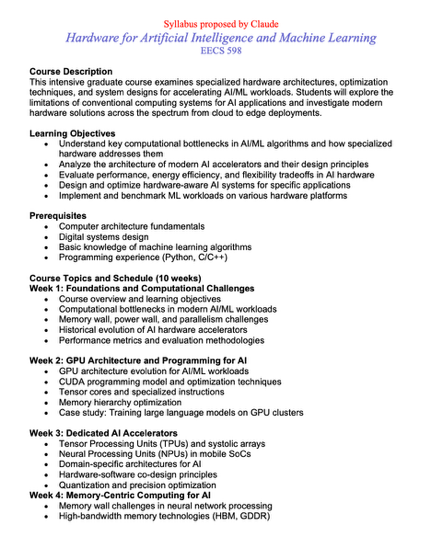 Syllabus proposed by Claude
Hardware for Artificial Intelligence and Machine Learning
EECS 598
Course Description
This intensive graduate course examines specialized hardware architectures, optimization
techniques, and system designs for accelerating AI/ML workloads. Students will explore the
limitations of conventional computing systems for AI applications and investigate modern
hardware solutions across the spectrum from cloud to edge deployments.
Learning Objectives
• Understand key computational bottlenecks in AI/ML algorithms and how specialized
hardware addresses them
• Analyze the architecture of modern AI accelerators and their design principles
• Evaluate performance, energy efficiency, and flexibility tradeoffs in AI hardware
• Design and optimize hardware-aware AI systems for specific applications
• Implement and benchmark ML workloads on various hardware platforms
Prerequisites
• Computer architecture fundamentals
• Digital systems design
• Basic knowledge of machine learning algorithms
• Programming experience (Python, C/C++)
Course Topics and Schedule (10 weeks)
Week 1: Foundations and Computational Challenges
• Course overview and learning objectives
• Computational bottlenecks in modern AI/ML workloads
• Memory wall, power wall, and parallelism challenges
• Historical evolution of AI hardware accelerators
• Performance metrics and evaluation methodologies
Week 2: GPU Architecture and Programming for AI
• GPU architecture evolution for AI/ML workloads
• CUDA programming model and optimization techniques
• Tensor cores and specialized instructions
• Memory hierarchy optimization
• Case study: Training large language models on GPU clusters
Week 3: Dedicated AI Accelerators
• Tensor Processing Units (TPUs) and systolic arrays
• Neural Processing Units (NPUs) in mobile SoCs
• Domain-specific architectures for AI
• Hardware-software co-design principles
• Quantization and precision optimization
Week 4: Memory-Centric Computing for AI
• Memory wall challenges in neural network processing
• High-bandwidth memory technologies (HBM, GDDR)